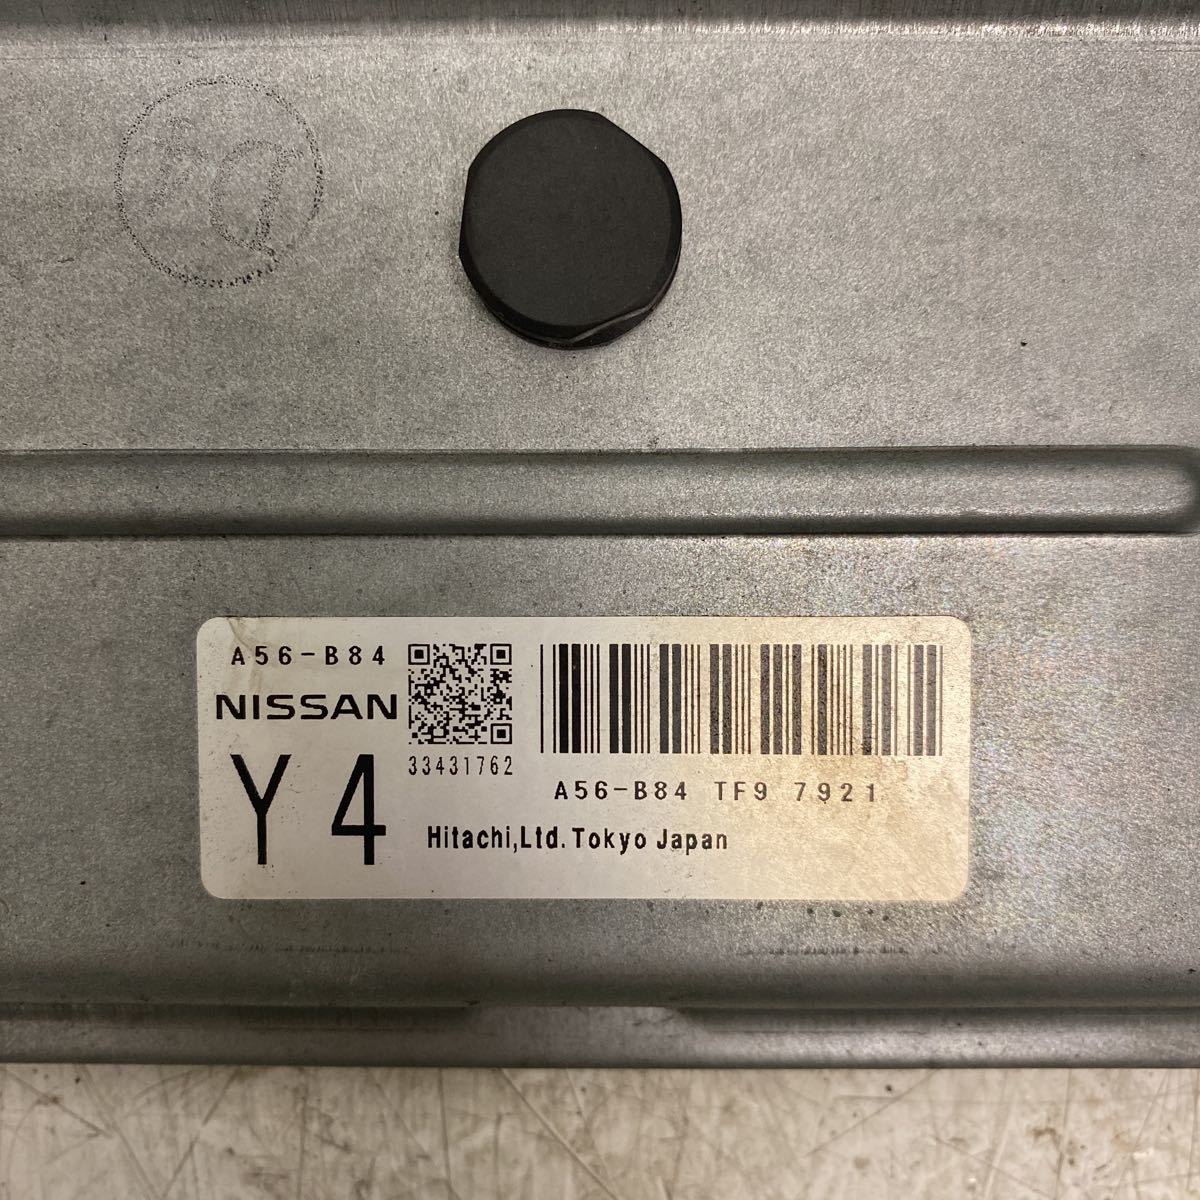 A56-B84
NISSAN
Y4
33431762
A56-B84 TF9 7921
Hitachi,Ltd. Tokyo Japan